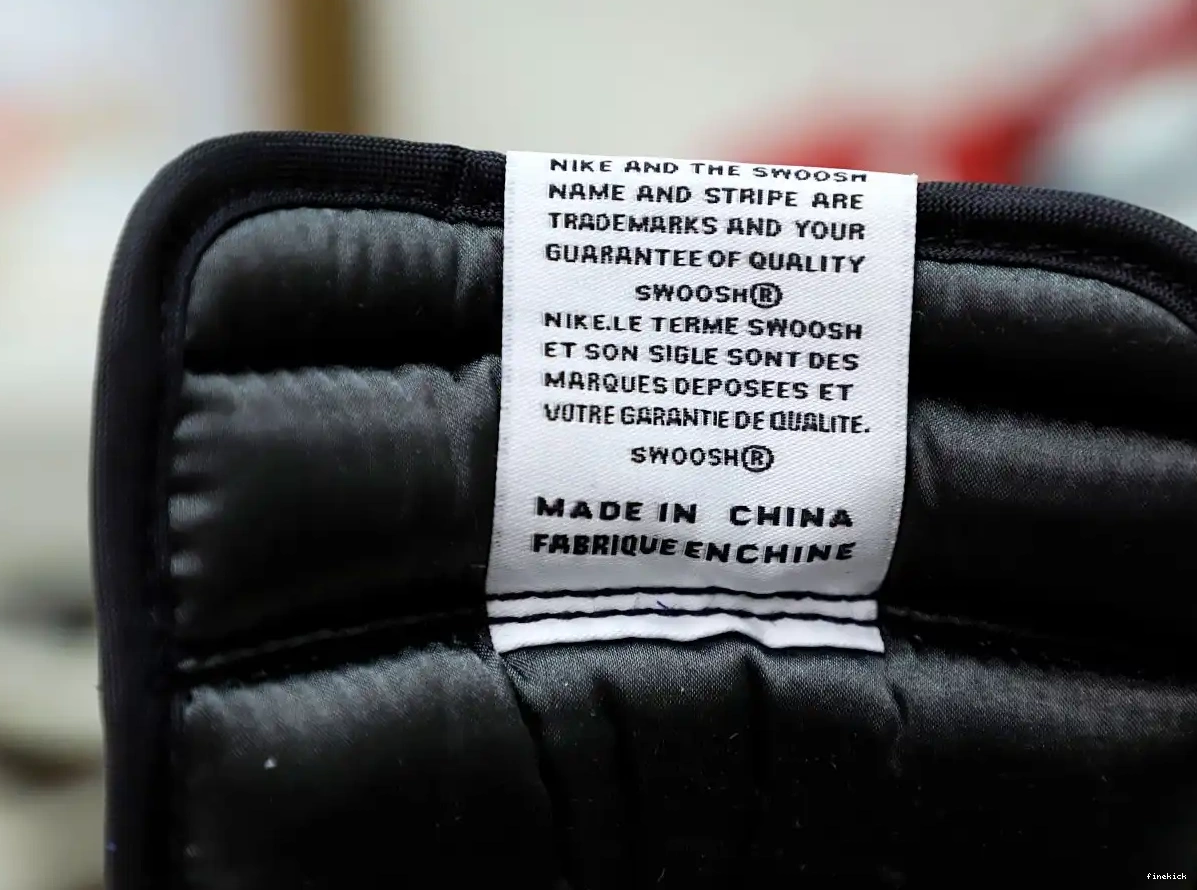 NIKE AND THE SWOOSH
NAME AND STRIPE ARE
TRADEMARKS AND YOUR
GUARANTEE OF QUALITY
SWOOSH®
NIKE.LE TERME SWOOSH
ET SON SIGLE SONT DES
MARQUES DEPOSEES ET
VOTRE GARANTIE DE QUALITE.
SWOOSH®
MADE IN CHINA
FABRIQUE EN CHINE
finekick